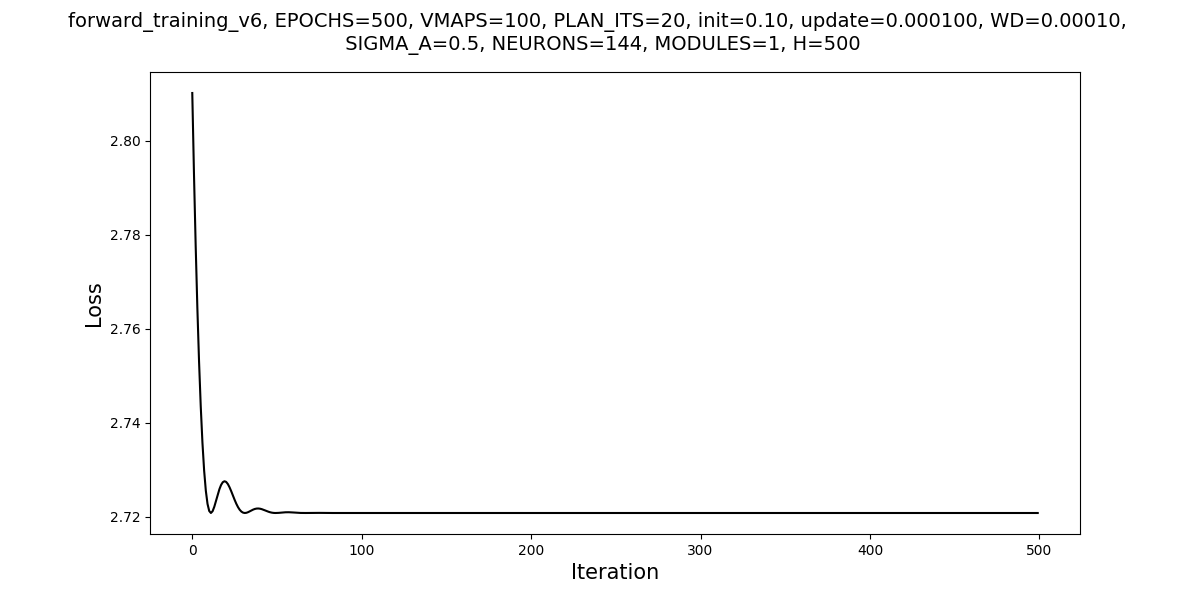 forward_training_v6, EPOCHS=500, VMAPS=100, PLAN_ITS=20, init=0.10, update=0.000100, WD=0.00010,
SIGMA_A=0.5, NEURONS=144, MODULES=1, H=500
2.80
2.78
2.76
2.74
2.72
Loss
0 100 200 300 400 500
Iteration